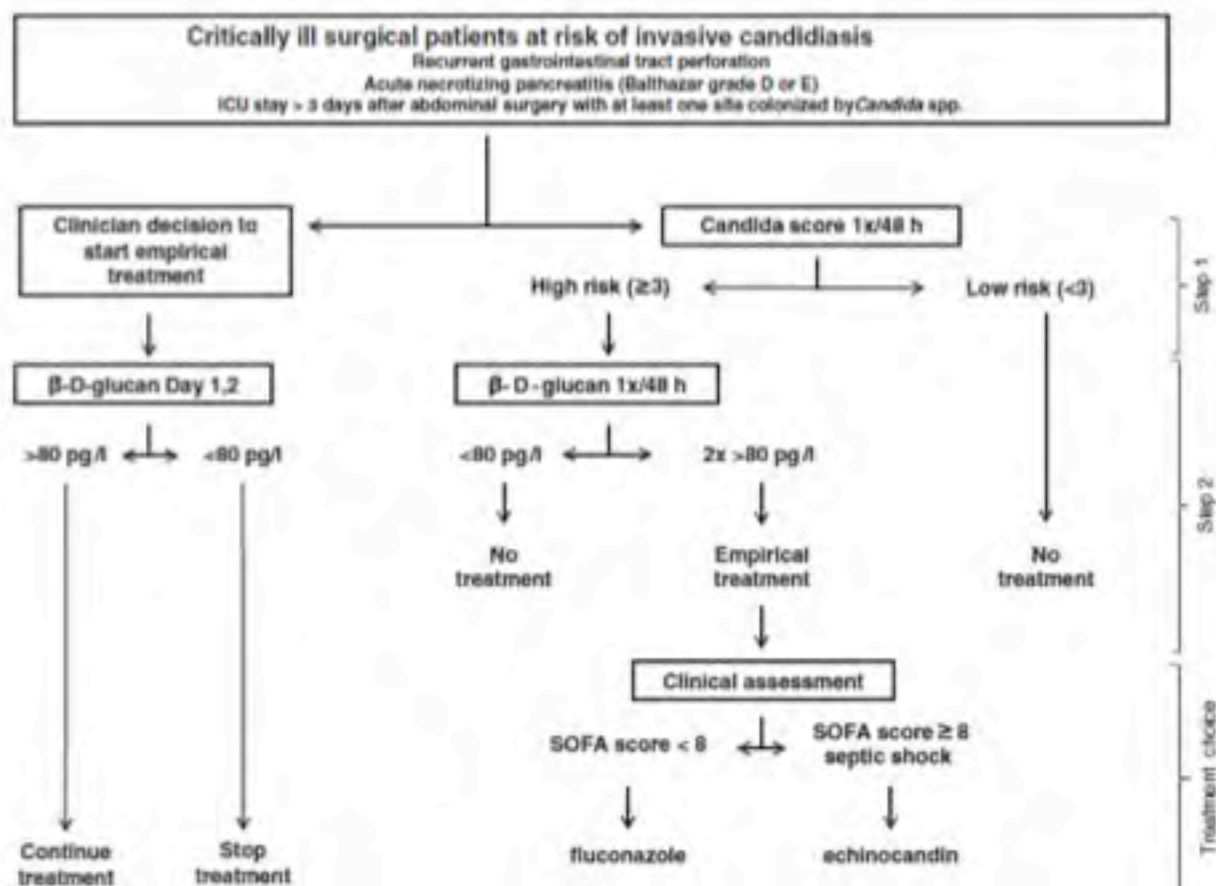 Critically ill surgical patients at risk of invasive candidiasis
Recurrent gastrointestinal tract perforation
Acute necrotizing pancreatitis (Balthazar grade D or E)
ICU stay > 3 days after abdominal surgery with at least one site colonized by Candida spp.
Clinician decision to
start empirical
treatment
Candida score 1x/48 h
High risk (≥3)
Low risk (<3)
Step 1
β-D-glucan Day 1,2
β- D - glucan 1x/48 h
>80 pg/l
<80 pg/l
<80 pg/l
2x >80 pg/l
No
treatment
Empirical
treatment
No
treatment
Step 2
Clinical assessment
SOFA score < 8
SOFA score ≥ 8
septic shock
Continue
treatment
Stop
treatment
fluconazole
echinocandin
Treatment choice